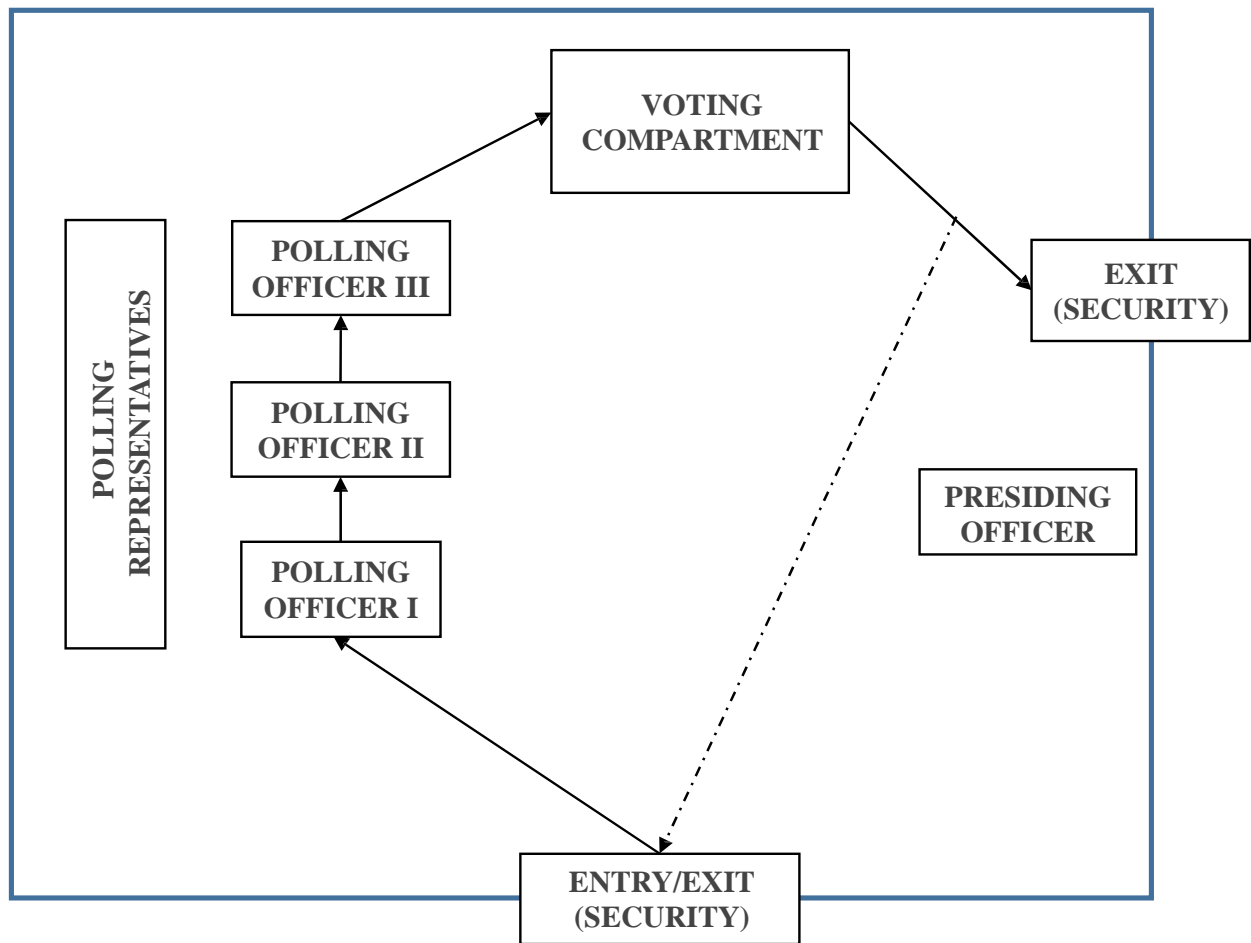 VOTING
COMPARTMENT
POLLING
OFFICER III
EXIT
(SECURITY)
POLLING
REPRESENTATIVES
POLLING
OFFICER II
PRESIDING
OFFICER
POLLING
OFFICER I
ENTRY/EXIT
(SECURITY)